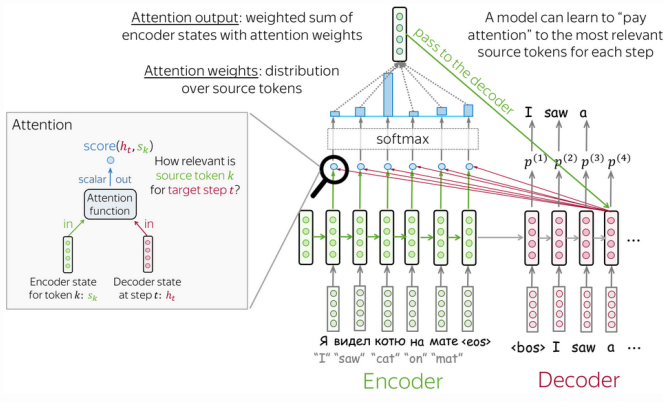 Attention output: weighted sum of
encoder states with attention weights
A model can learn to “pay
attention” to the most relevant
source tokens for each step
pass to the decoder
Attention weights: distribution
over source tokens
I saw a
softmax
p(1) p(2) p(3) p(4)
Attention
score(ht, sk)
How relevant is
source token k
for target step t?
scalar out
Attention
function
in in
Encoder state
for token k: sk
Decoder state
at step t: ht
...
Я видел котю на мате <eos>
“I” “saw” “cat” “on” “mat”
<bos> I saw a ...
Encoder
Decoder